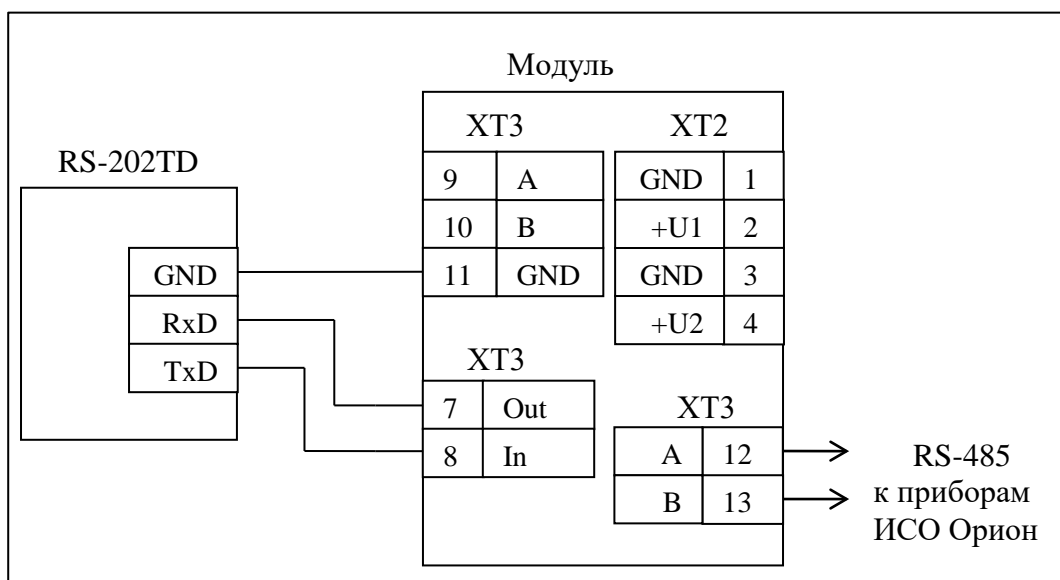 Модуль
XT3 XT2
RS-202TD
9 A GND 1
10 B +U1 2
GND 11 GND GND 3
RxD +U2 4
TxD XT3
7 Out XT3
8 In A 12 RS-485
B 13 к приборам
ИСО Орион